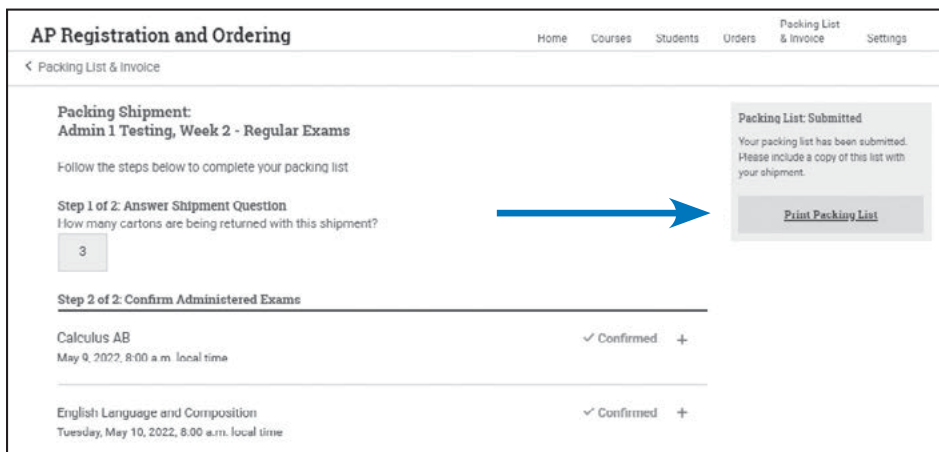 AP Registration and Ordering
Home Courses Students Orders Packing List & Invoice Settings
< Packing List & Invoice
Packing Shipment:
Admin 1 Testing, Week 2 - Regular Exams
Follow the steps below to complete your packing list
Step 1 of 2: Answer Shipment Question
How many cartons are being returned with this shipment?
3
Step 2 of 2: Confirm Administered Exams
Calculus AB
✓ Confirmed +
May 9, 2022, 8:00 a.m. local time
English Language and Composition
✓ Confirmed +
Tuesday, May 10, 2022, 8:00 a.m. local time
Packing List: Submitted
Your packing list has been submitted.
Please include a copy of this list with
your shipment.
Print Packing List